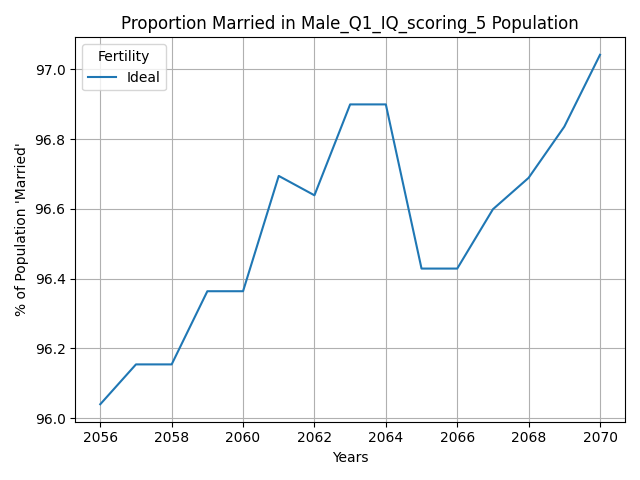 Proportion Married in Male_Q1_IQ_scoring_5 Population
Fertility
Ideal
% of Population 'Married'
97.0
96.8
96.6
96.4
96.2
96.0
2056 2058 2060 2062 2064 2066 2068 2070
Years